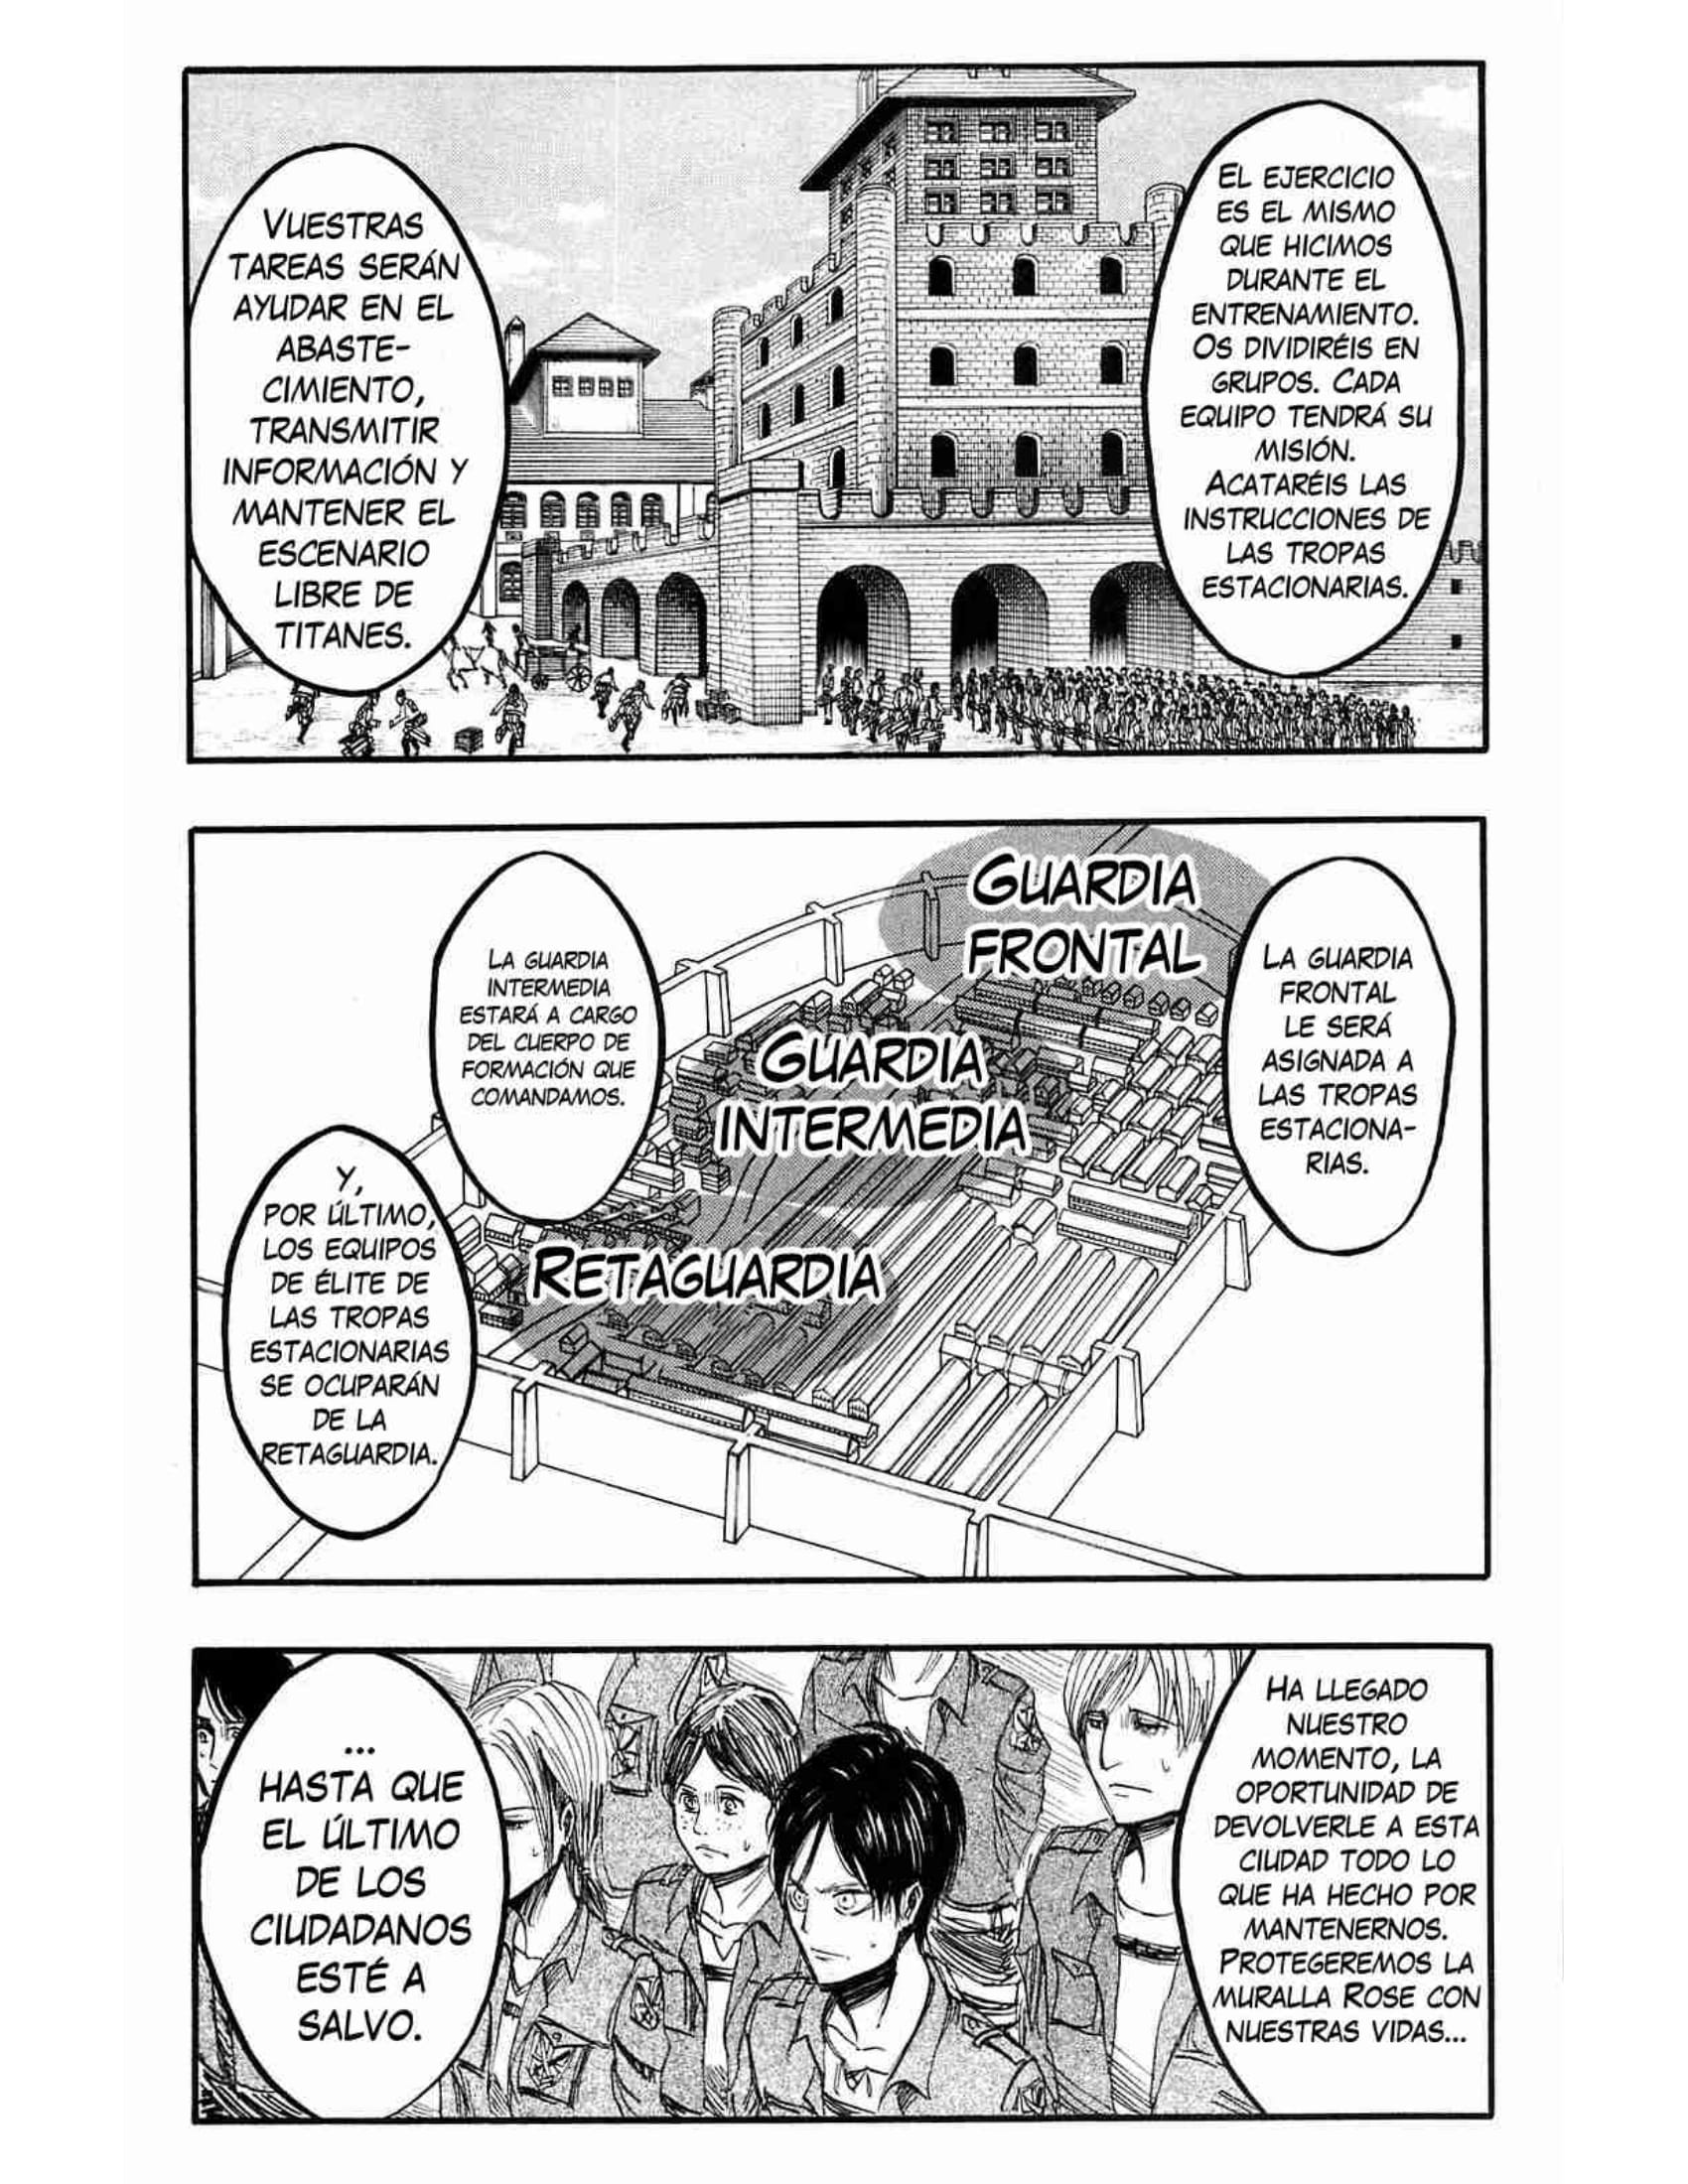 EL EJERCICIO
ES EL MISMO
QUE HICIMOS
DURANTE EL
ENTRENAMIENTO.
OS DIVIDIRÉIS EN
GRUPOS. CADA
EQUIPO TENDRÁ SU
MISIÓN.
ACATARÉIS LAS
INSTRUCCIONES DE
LAS TROPAS
ESTACIONARIAS.
VUESTRAS
TAREAS SERÁN
AYUDAR EN EL
ABASTE-
CIMIENTO,
TRANSMITIR
INFORMACIÓN Y
MANTENER EL
ESCENARIO
LIBRE DE
TITANES.
LA GUARDIA
FRONTAL
LE SERÁ
ASIGNADA A
LAS TROPAS
ESTACIONA-
RIAS.
GUARDIA
FRONTAL
GUARDIA
INTERMEDIA
LA GUARDIA
INTERMEDIA
ESTARÁ A CARGO
DEL CUERPO DE
FORMACIÓN QUE
COMANDAMOS.
RETAGUARDIA
Y,
POR ÚLTIMO,
LOS EQUIPOS
DE ÉLITE DE
LAS TROPAS
ESTACIONARIAS
SE OCUPARÁN
DE LA
RETAGUARDIA.
HA LLEGADO
NUESTRO
MOMENTO, LA
OPORTUNIDAD DE
DEVOLVERLE A ESTA
CIUDAD TODO LO
QUE HA HECHO POR
MANTENERNOS.
PROTEGEREMOS LA
MURALLA ROSE CON
NUESTRAS VIDAS...
...
HASTA QUE
EL ÚLTIMO
DE LOS
CIUDADANOS
ESTÉ A
SALVO.